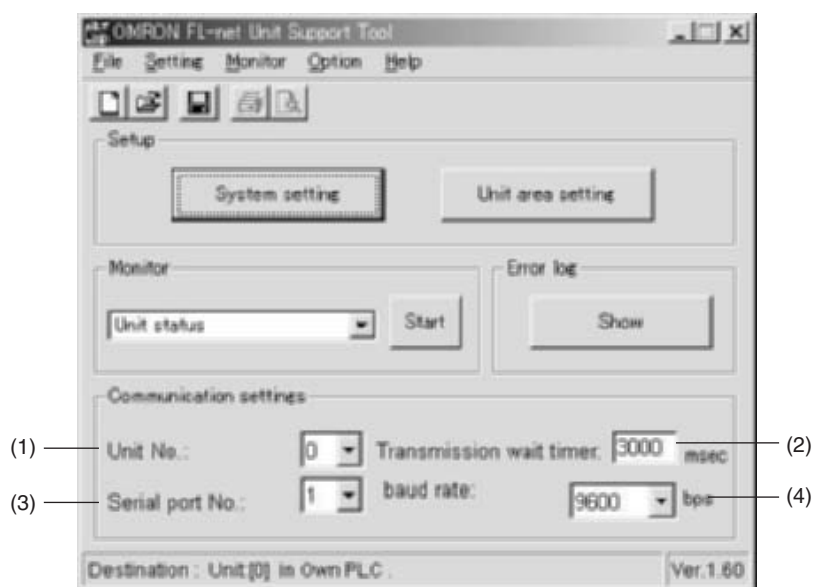 OMRON FL-net Unit Support Tool
File Setting Monitor Option Help
Setup
System setting Unit area setting
Monitor Error log
Unit status Start Show
Communication settings
(1) Unit No.: 0 Transmission wait timer: 3000 msec (2)
(3) Serial port No.: 1 baud rate: 9600 bps (4)
Destination : Unit:[0] in Own PLC . Ver.1.60